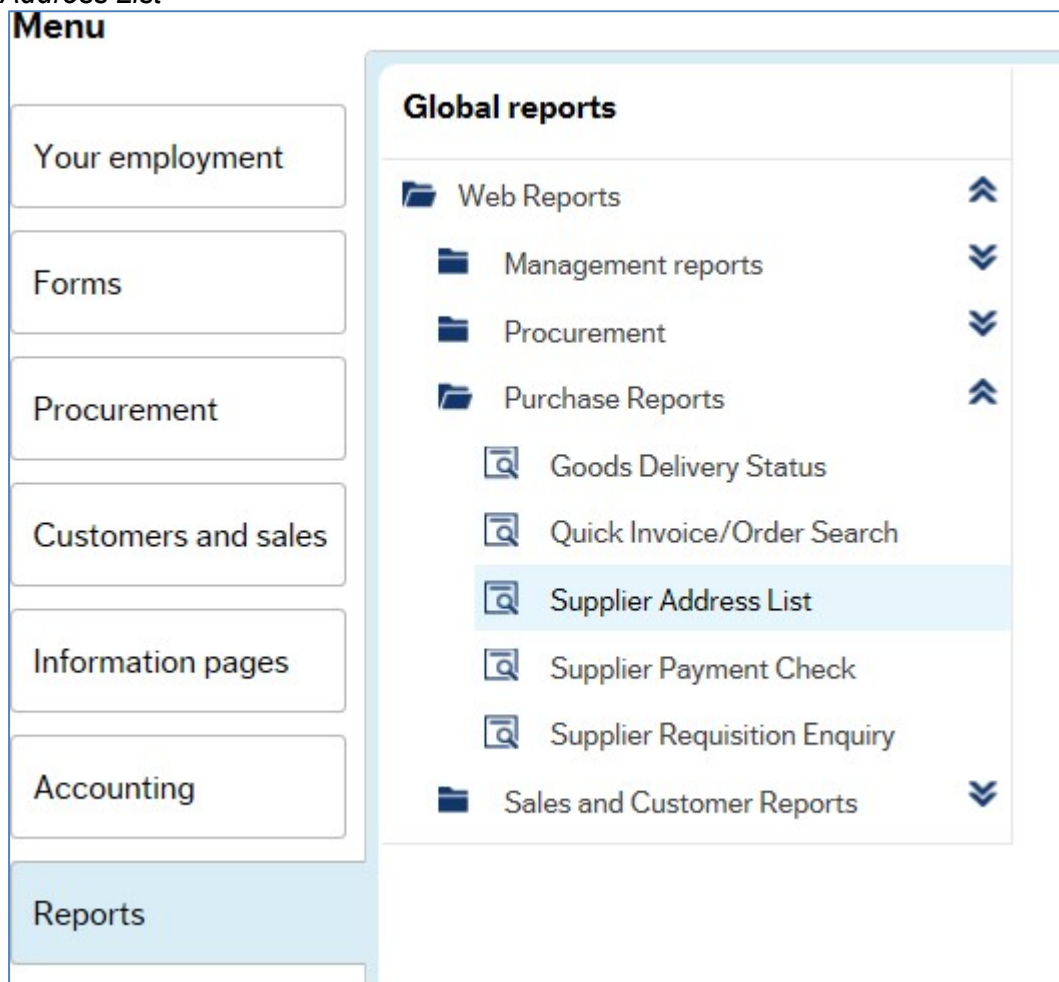 Address List
Menu
Your employment
Forms
Procurement
Customers and sales
Information pages
Accounting
Reports
Global reports
Web Reports
Management reports
Procurement
Purchase Reports
Goods Delivery Status
Quick Invoice/Order Search
Supplier Address List
Supplier Payment Check
Supplier Requisition Enquiry
Sales and Customer Reports